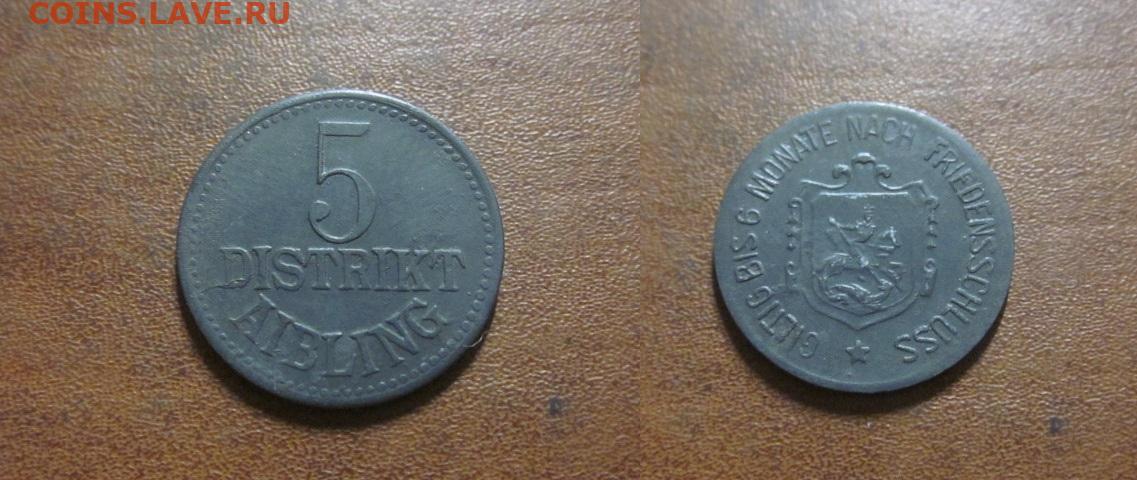 COINS.LAVE.RU
5
DISTRIKT
AIBLING
GILTIG BIS 6 MONATE NACH FRIEDENSSCHLUSS